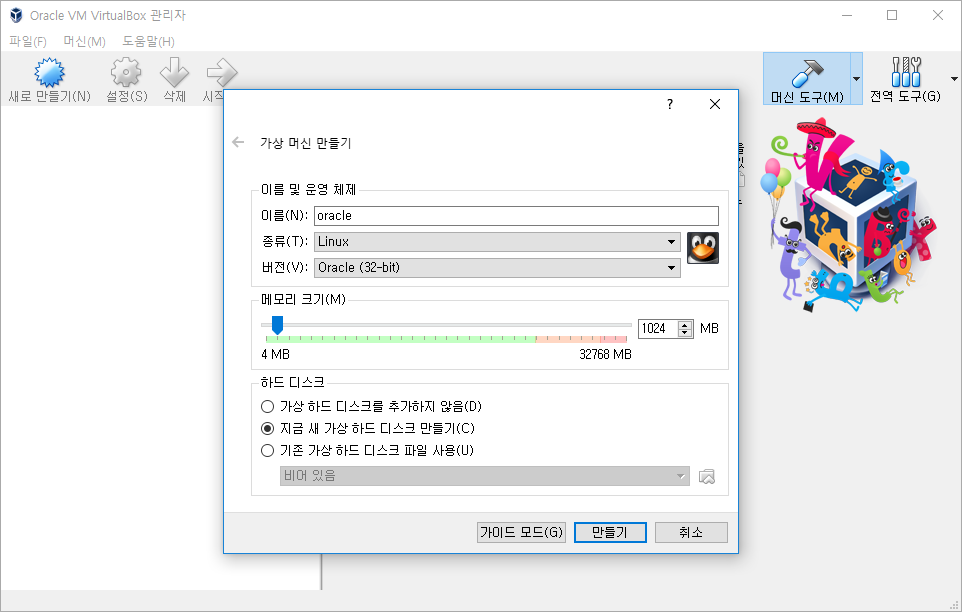 Oracle VM VirtualBox 관리자
파일(F) 머신(M) 도움말(H)
새로 만들기(N) 설정(S) 삭제 시작
머신 도구(M) 전역 도구(G)
?
가상 머신 만들기
이름 및 운영 체제
이름(N): oracle
종류(T): Linux
버전(V): Oracle (32-bit)
메모리 크기(M)
1024 MB
4 MB 32768 MB
하드 디스크
가상 하드 디스크를 추가하지 않음(D)
지금 새 가상 하드 디스크 만들기(C)
기존 가상 하드 디스크 파일 사용(U)
비어 있음
가이드 모드(G) 만들기 취소